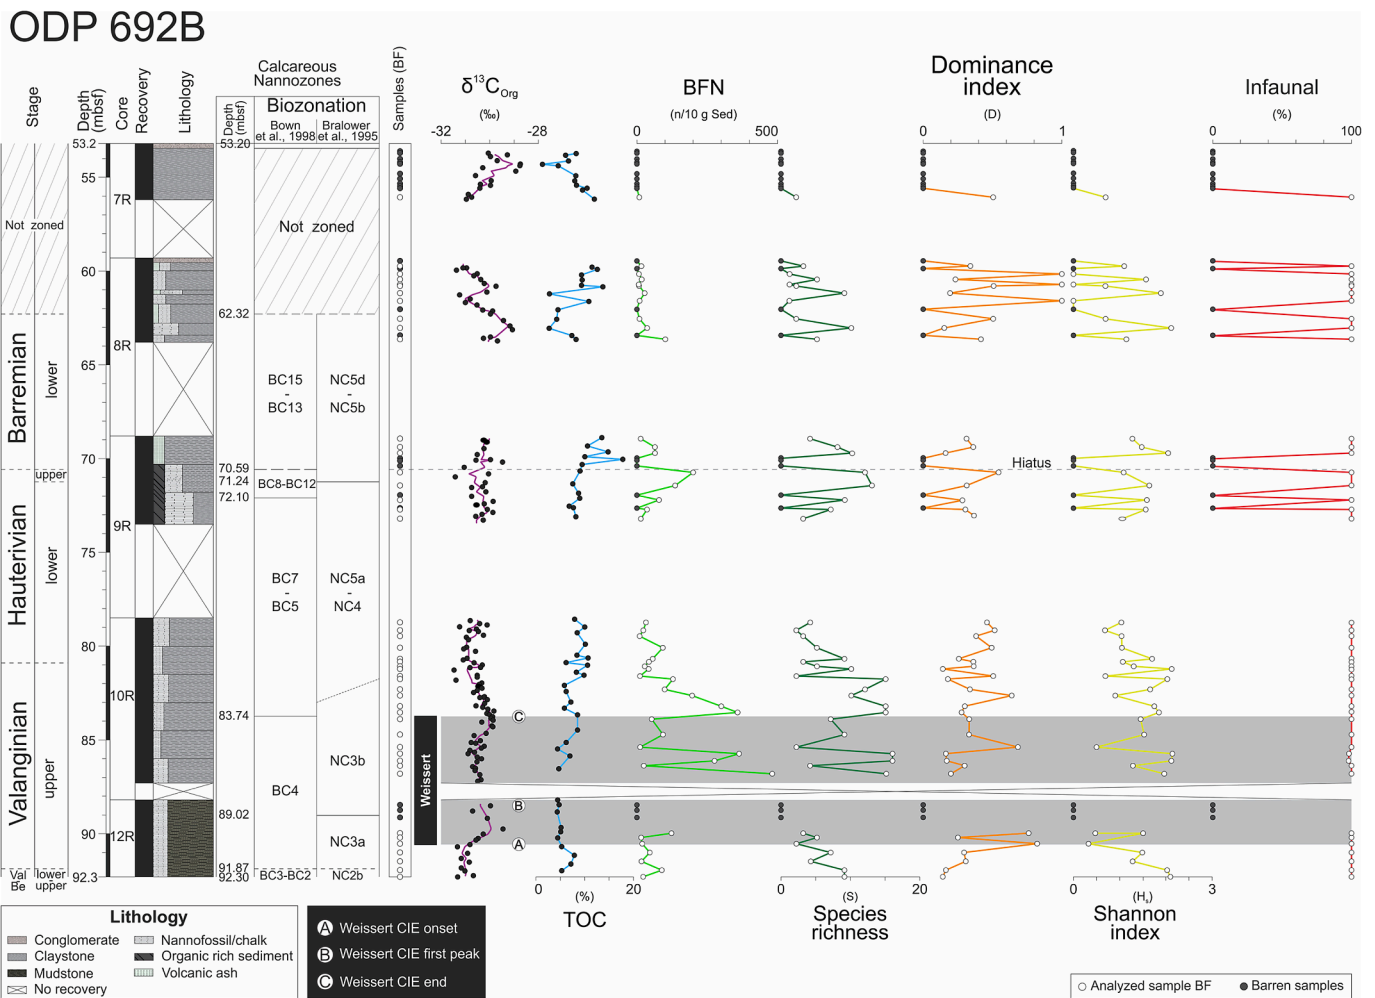 ODP 692B
Stage
Depth (mbsf)
Core
Recovery
Lithology
Calcareous
Nannozones
Depth (mbsf)
Biozonation
Bown et al., 1998
Bralower et al., 1995
Samples (BF)
δ¹³C Org
(‰)
-32 -28
BFN
(n/10 g Sed)
0 500
Dominance
index
(D)
0 1
Infaunal
(%)
0 100
53.2
55
60
65
70
75
80
85
90
92.3
Not zoned
Barremian
lower
Hauterivian
upper
lower
Valanginian
upper
Val
Be
lower
upper
7R
8R
9R
10R
12R
53.20
62.32
70.59
71.24
72.10
83.74
89.02
91.87
92.30
Not zoned
BC15
-
BC13
NC5d
-
NC5b
BC8-BC12
BC7
-
BC5
NC5a
-
NC4
BC4
NC3b
NC3a
BC3-BC2
NC2b
Hiatus
Weissert
C
B
A
0 20
(%)
TOC
0 20
(S)
Species
richness
0 3
(Hs)
Shannon
index
Lithology
Conglomerate
Claystone
Mudstone
No recovery
Nannofossil/chalk
Organic rich sediment
Volcanic ash
A Weissert CIE onset
B Weissert CIE first peak
C Weissert CIE end
Analyzed sample BF
Barren samples